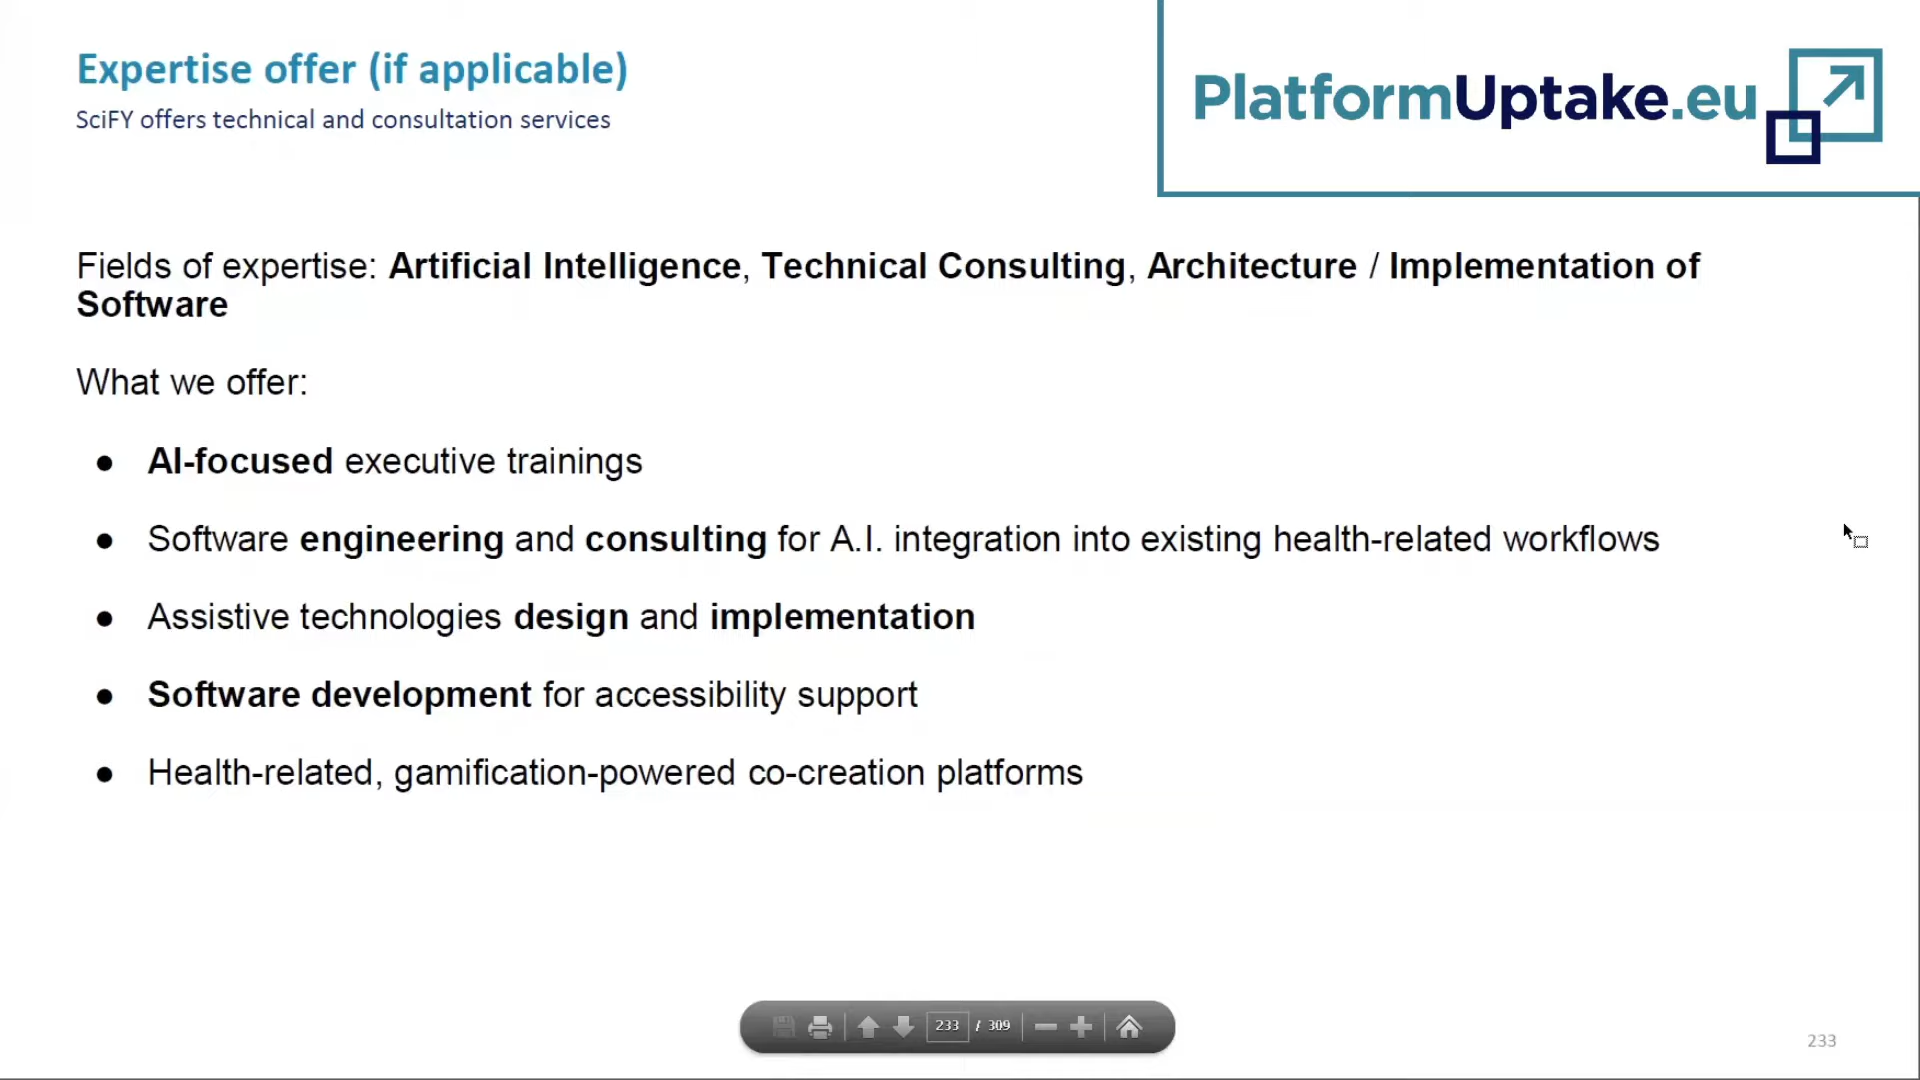 Expertise offer (if applicable)
SciFY offers technical and consultation services
PlatformUptake.eu
Fields of expertise: Artificial Intelligence, Technical Consulting, Architecture / Implementation of
Software
What we offer:
● AI-focused executive trainings
● Software engineering and consulting for A.I. integration into existing health-related workflows
● Assistive technologies design and implementation
● Software development for accessibility support
● Health-related, gamification-powered co-creation platforms
233 / 309
233